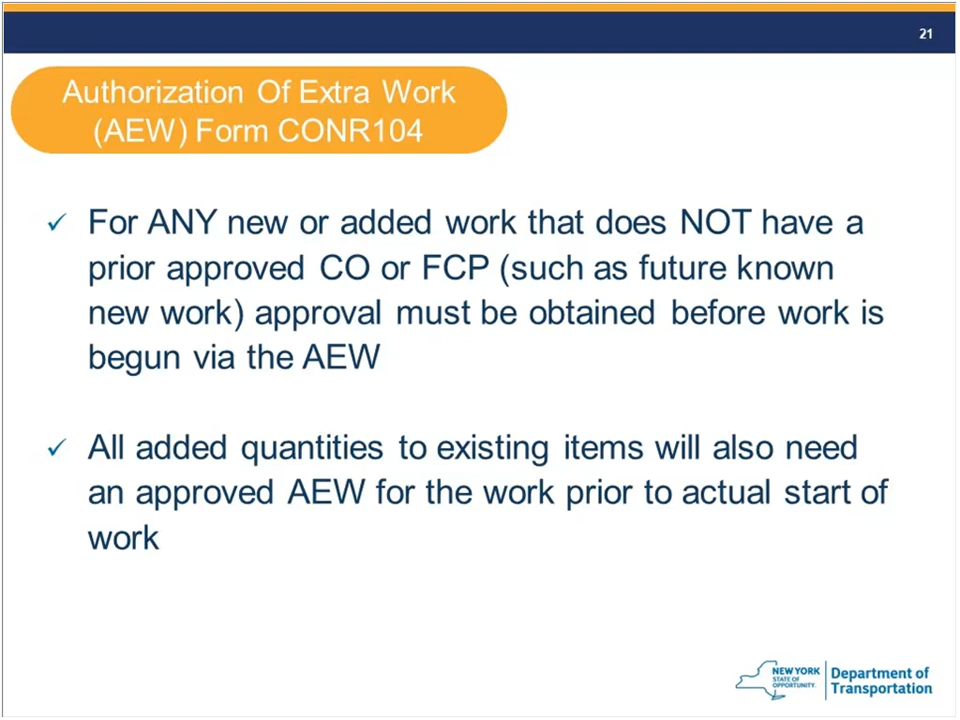 21
Authorization Of Extra Work
(AEW) Form CONR104
For ANY new or added work that does NOT have a
prior approved CO or FCP (such as future known
new work) approval must be obtained before work is
begun via the AEW
All added quantities to existing items will also need
an approved AEW for the work prior to actual start of
work
NEW YORK
STATE OF
OPPORTUNITY.
Department of
Transportation